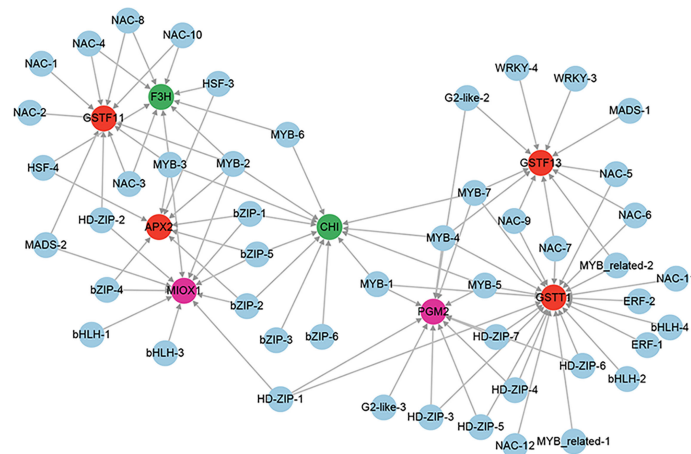 NAC-8
NAC-4
NAC-10
NAC-1
HSF-3
F3H
NAC-2
GSTF11
WRKY-4
WRKY-3
G2-like-2
MADS-1
MYB-6
HSF-4
MYB-3
MYB-2
NAC-3
GSTF13
NAC-5
MYB-7
HD-ZIP-2
bZIP-1
APX2
CHI
NAC-9
NAC-6
MADS-2
MYB-4
NAC-7
bZIP-5
MYB_related-2
bZIP-4
MIOX1
bZIP-2
MYB-1
MYB-5
NAC-1
GSTT1
ERF-2
PGM2
bHLH-1
bHLH-3
bZIP-3
bZIP-6
HD-ZIP-7
bHLH-4
ERF-1
HD-ZIP-6
bHLH-2
HD-ZIP-1
G2-like-3
HD-ZIP-3
HD-ZIP-4
HD-ZIP-5
NAC-12
MYB_related-1